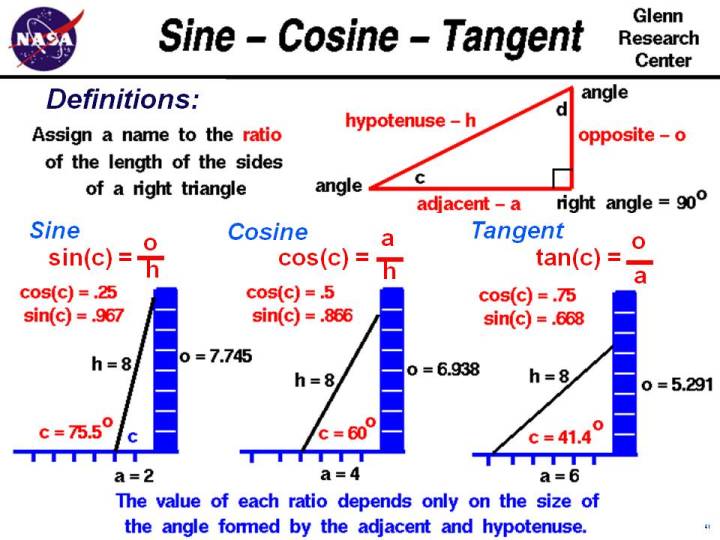 NASA
Sine – Cosine – Tangent
Glenn
Research
Center
Definitions:
Assign a name to the ratio
of the length of the sides
of a right triangle
angle
d
hypotenuse – h
opposite – o
angle
c
adjacent – a
right angle = 90°
Sine
sin(c) = o
h
Cosine
cos(c) = a
h
Tangent
tan(c) = o
a
cos(c) = .25
sin(c) = .967
h = 8
o = 7.745
c = 75.5°
c
a = 2
cos(c) = .5
sin(c) = .866
h = 8
o = 6.938
c = 60°
a = 4
cos(c) = .75
sin(c) = .668
h = 8
o = 5.291
c = 41.4°
a = 6
The value of each ratio depends only on the size of
the angle formed by the adjacent and hypotenuse.